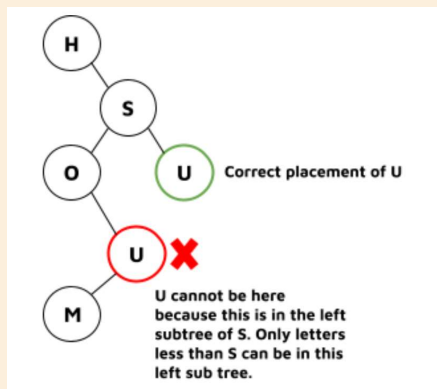 H
S
O
U
Correct placement of U
U
M
U cannot be here
because this is in the left
subtree of S. Only letters
less than S can be in this
left sub tree.